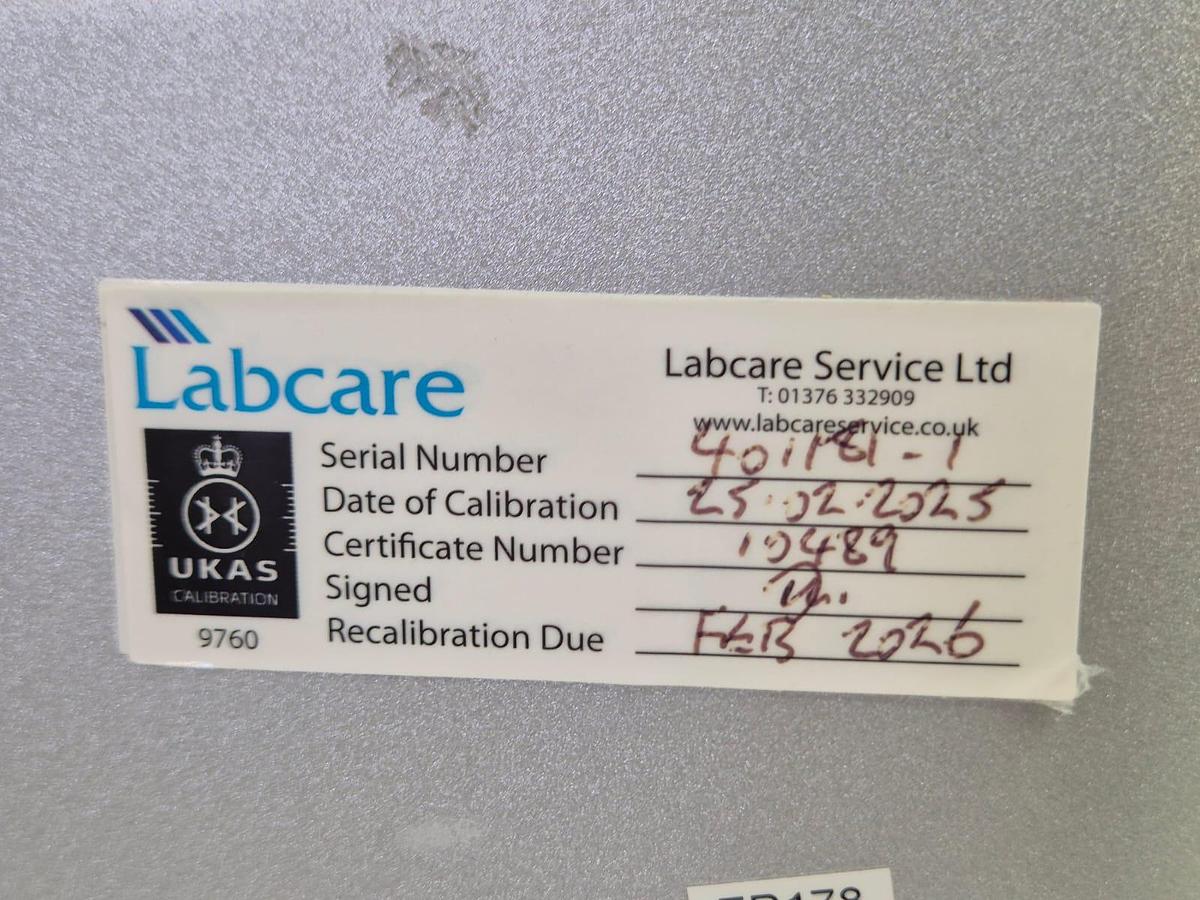 Labcare
Labcare Service Ltd
T: 01376 332909
www.labcareservice.co.uk
UKAS
CALIBRATION
9760
Serial Number 401181-1
Date of Calibration 25.02.2025
Certificate Number 10489
Signed
Recalibration Due FEB 2026